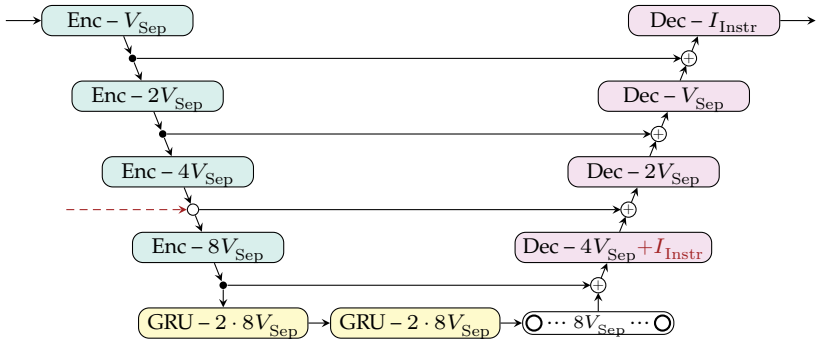 Enc – V_Sep Dec – I_Instr
+
Enc – 2V_Sep Dec – V_Sep
+
Enc – 4V_Sep Dec – 2V_Sep
+
Enc – 8V_Sep Dec – 4V_Sep+I_Instr
+
GRU – 2 · 8V_Sep GRU – 2 · 8V_Sep ··· 8V_Sep ···